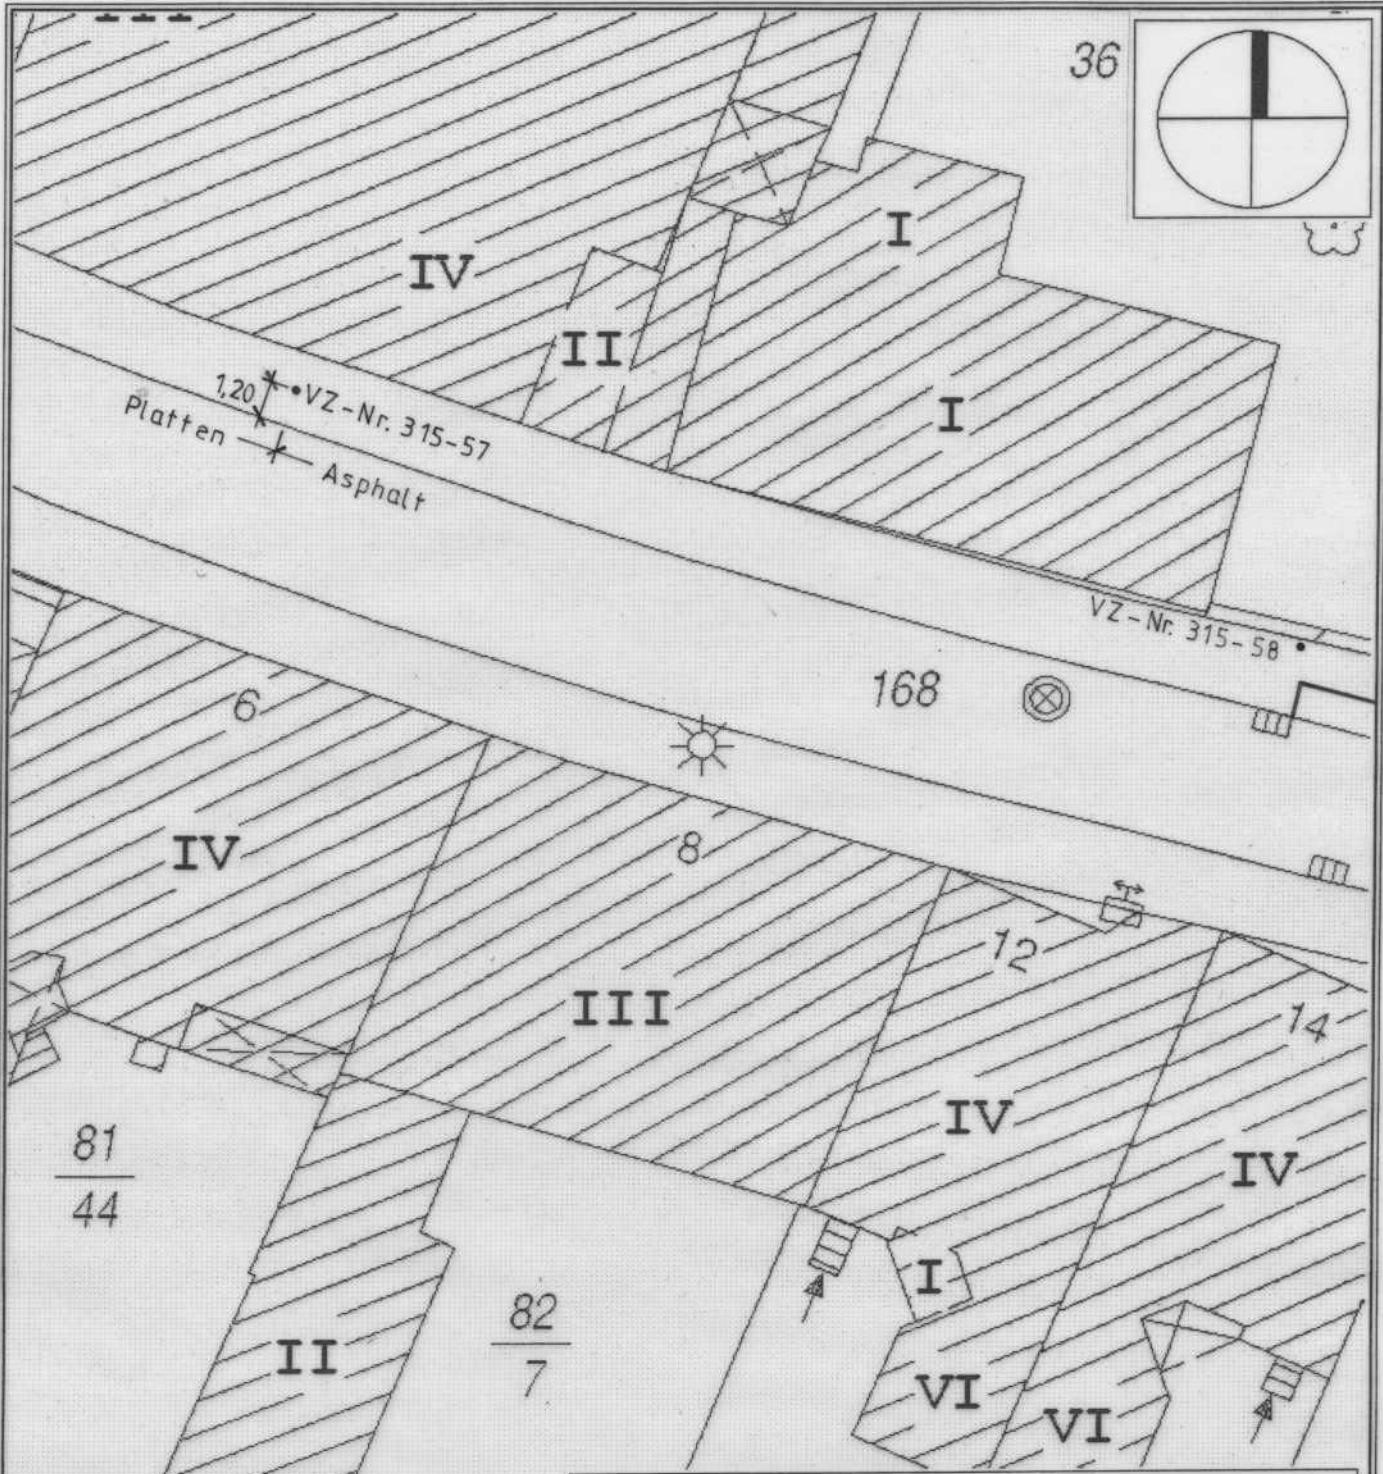 III
36
I
IV
II
I
1,20
VZ-Nr. 315-57
Platten
Asphalt
VZ-Nr. 315-58
168
6
8
IV
12
III
14
IV
IV
81
44
I
82
7
II
VI
VI